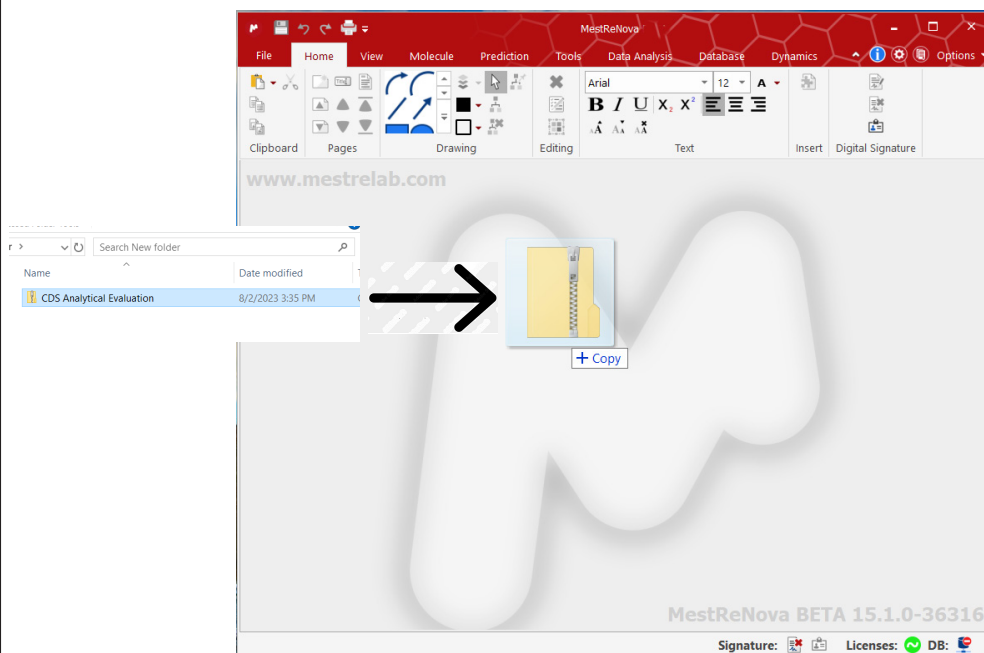 MestReNova
File Home View Molecule Prediction Tools Data Analysis Database Dynamics Options
Arial 12 A
B I U X₂ X²
Clipboard Pages Drawing Editing Text Insert Digital Signature
www.mestrelab.com
Search New folder
Name Date modified
CDS Analytical Evaluation 8/2/2023 3:35 PM
+ Copy
MestReNova BETA 15.1.0-36316
Signature: Licenses: DB: